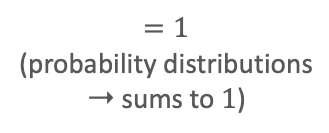 = 1
(probability distributions
→ sums to 1)